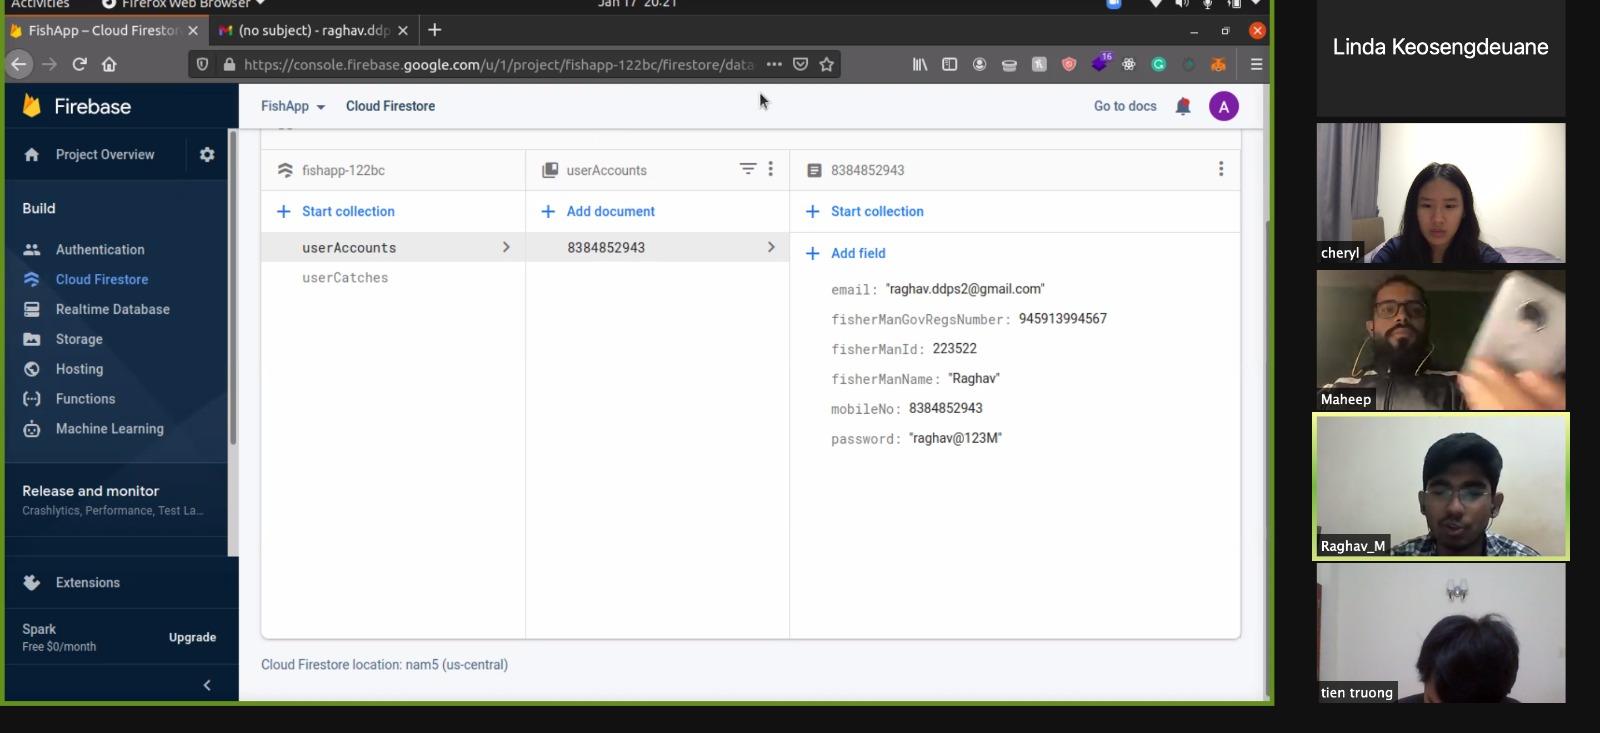 Activities Firefox Web Browser Jan 17 20:21
FishApp – Cloud Firestor
(no subject) - raghav.ddp
https://console.firebase.google.com/u/1/project/fishapp-122bc/firestore/data
16
Firebase
FishApp Cloud Firestore
Go to docs
A
Project Overview
Build
Authentication
Cloud Firestore
Realtime Database
Storage
Hosting
Functions
Machine Learning
Release and monitor
Crashlytics, Performance, Test La...
Extensions
Spark
Free $0/month
Upgrade
fishapp-122bc
Start collection
userAccounts
userCatches
userAccounts
Add document
8384852943
8384852943
Start collection
Add field
email: "raghav.ddps2@gmail.com"
fisherManGovRegsNumber: 945913994567
fisherManId: 223522
fisherManName: "Raghav"
mobileNo: 8384852943
password: "raghav@123M"
Cloud Firestore location: nam5 (us-central)
Linda Keosengdeuane
cheryl
Maheep
Raghav_M
tien truong